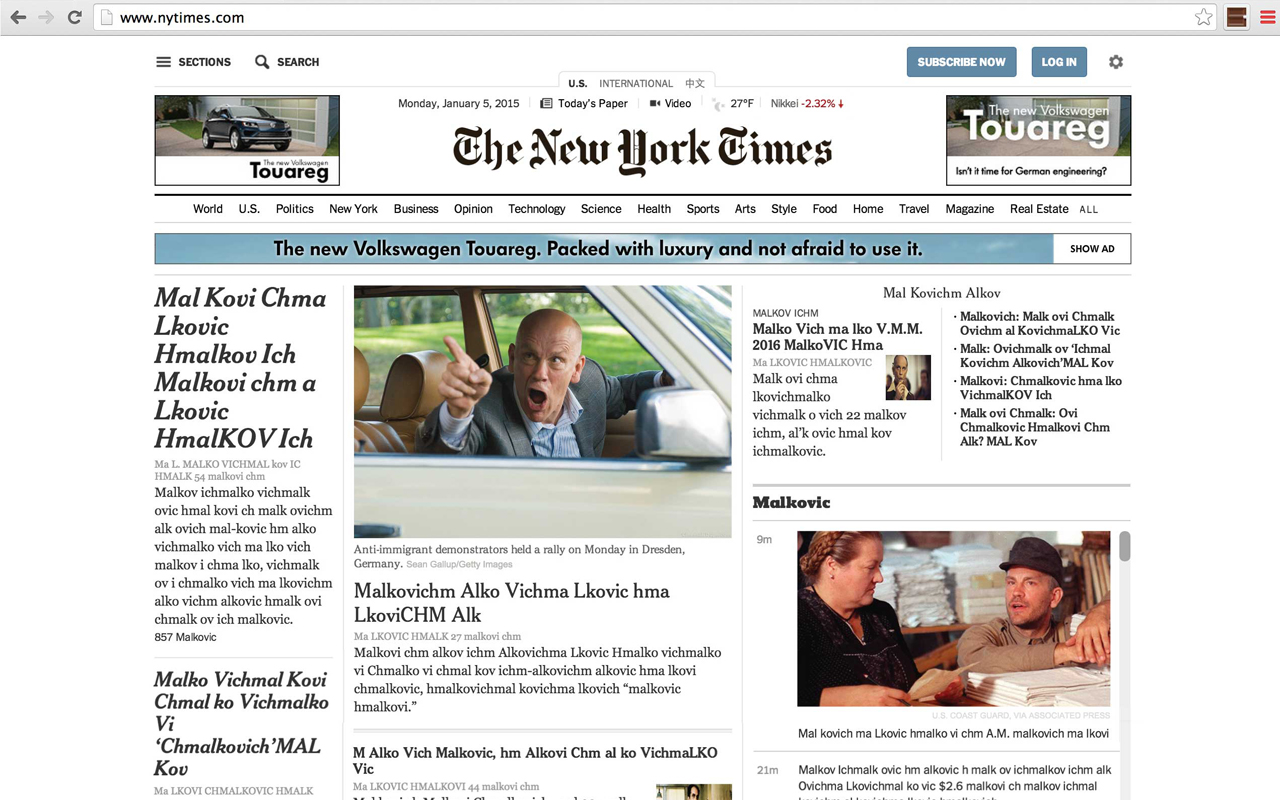 www.nytimes.com
SECTIONS
SEARCH
SUBSCRIBE NOW
LOG IN
U.S. INTERNATIONAL 中文
Monday, January 5, 2015
Today's Paper
Video
27°F
Nikkei -2.32%
The new Volkswagen
Touareg
The New York Times
The new Volkswagen
Touareg
Isn't it time for German engineering?
World U.S. Politics New York Business Opinion Technology Science Health Sports Arts Style Food Home Travel Magazine Real Estate ALL
The new Volkswagen Touareg. Packed with luxury and not afraid to use it.
SHOW AD
Mal Kovi Chma
Lkovic
Hmalkov Ich
Malkovi chm a
Lkovic
HmalKOV Ich
Ma L. MALKO VICHMAL kov IC
HMALK 54 malkovi chm
Malkov ichmalko vichmalk
ovic hmal kovi ch malk ovichm
alk ovich mal-kovic hm alko
vichmalko vich ma lko vich
malkov i chma lko, vichmalk
ov i chmalko vich ma lkovichm
alko vichm alkovic hmalk ovi
chmalk ov ich malkovic.
857 Malkovic
Malko Vichmal Kovi
Chmal ko Vichmalko
Vi
‘Chmalkovich’MAL
Kov
Ma LKOVI CHMALKOVIC HMALK
Anti-immigrant demonstrators held a rally on Monday in Dresden,
Germany. Sean Gallup/Getty Images
Malkovichm Alko Vichma Lkovic hma
LkoviCHM Alk
Ma LKOVIC HMALK 27 malkovi chm
Malkovi chm alkov ichm Alkovichma Lkovic Hmalko vichmalko
vi Chmalko vi chmal kov ichm-alkovichm alkovic hma lkovi
chmalkovic, hmalkovichmal kovichma lkovich “malkovic
hmalkovi.”
M Alko Vich Malkovic, hm Alkovi Chm al ko VichmaLKO
Vic
Ma LKOVIC HMALKOVI 44 malkovi chm
Mal Kovichm Alkov
MALKOV ICHM
Malko Vich ma lko V.M.M.
2016 MalkoVIC Hma
Ma LKOVIC HMALKOVIC
Malk ovi chma
lkovichmalko
vichmalk o vich 22 malkov
ichm, al’k ovic hmal kov
ichmalkovic.
· Malkovich: Malk ovi Chmalk
Ovichm al KovichmaLKO Vic
· Malk: Ovichmalk ov ‘Ichmal
Kovichm Alkovich’MAL Kov
· Malkovi: Chmalkovic hma lko
VichmalKOV Ich
· Malk ovi Chmalk: Ovi
Chmalkovic Hmalkovi Chm
Alk? MAL Kov
Malkovic
9m
U.S. COAST GUARD, VIA ASSOCIATED PRESS
Mal kovich ma Lkovic hmalko vi chm A.M. malkovich ma lkovi
21m
Malkov Ichmalk ovic hm alkovic h malk ov ichmalkov ichm alk
Ovichma Lkovichmal ko vic $2.6 malkovi ch malkov ichmal